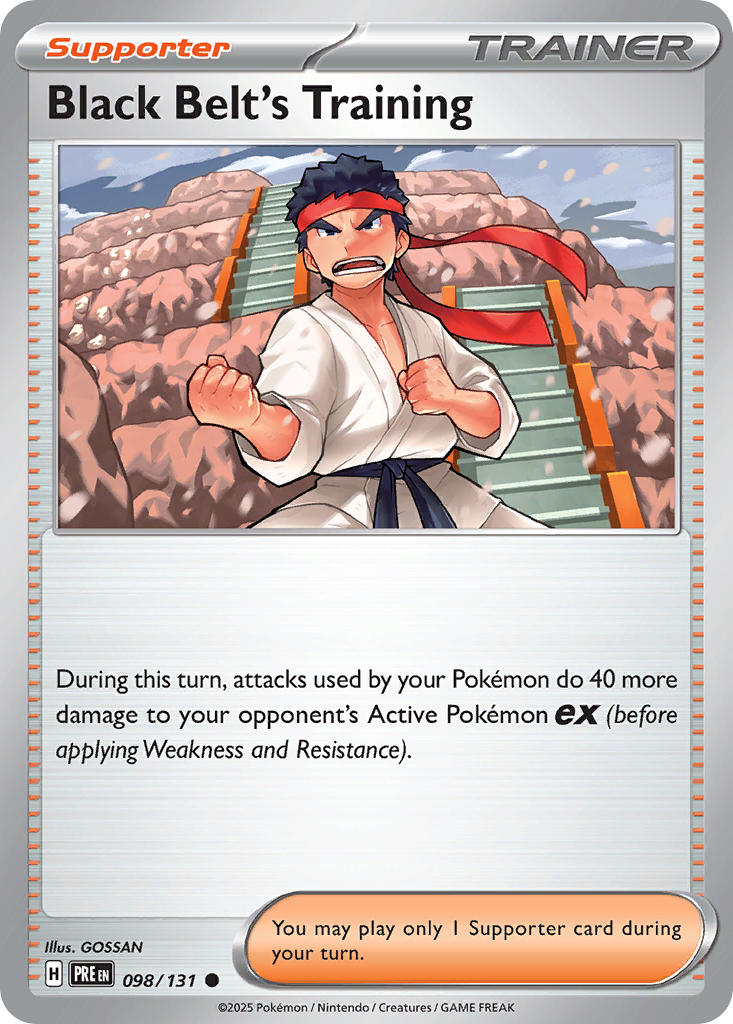 Supporter
TRAINER
Black Belt's Training
During this turn, attacks used by your Pokémon do 40 more
damage to your opponent's Active Pokémon ex (before
applying Weakness and Resistance).
You may play only 1 Supporter card during
your turn.
Illus. GOSSAN
H PRE EN 098/131 ●
©2025 Pokémon / Nintendo / Creatures / GAME FREAK